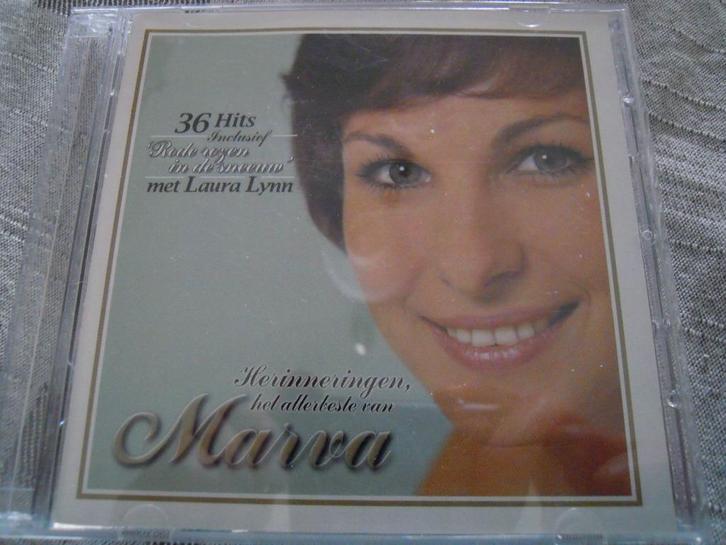 36 Hits
Inclusief
'Rode rozen
in de sneeuw'
met Laura Lynn
Herinneringen,
het allerbeste van
Marva